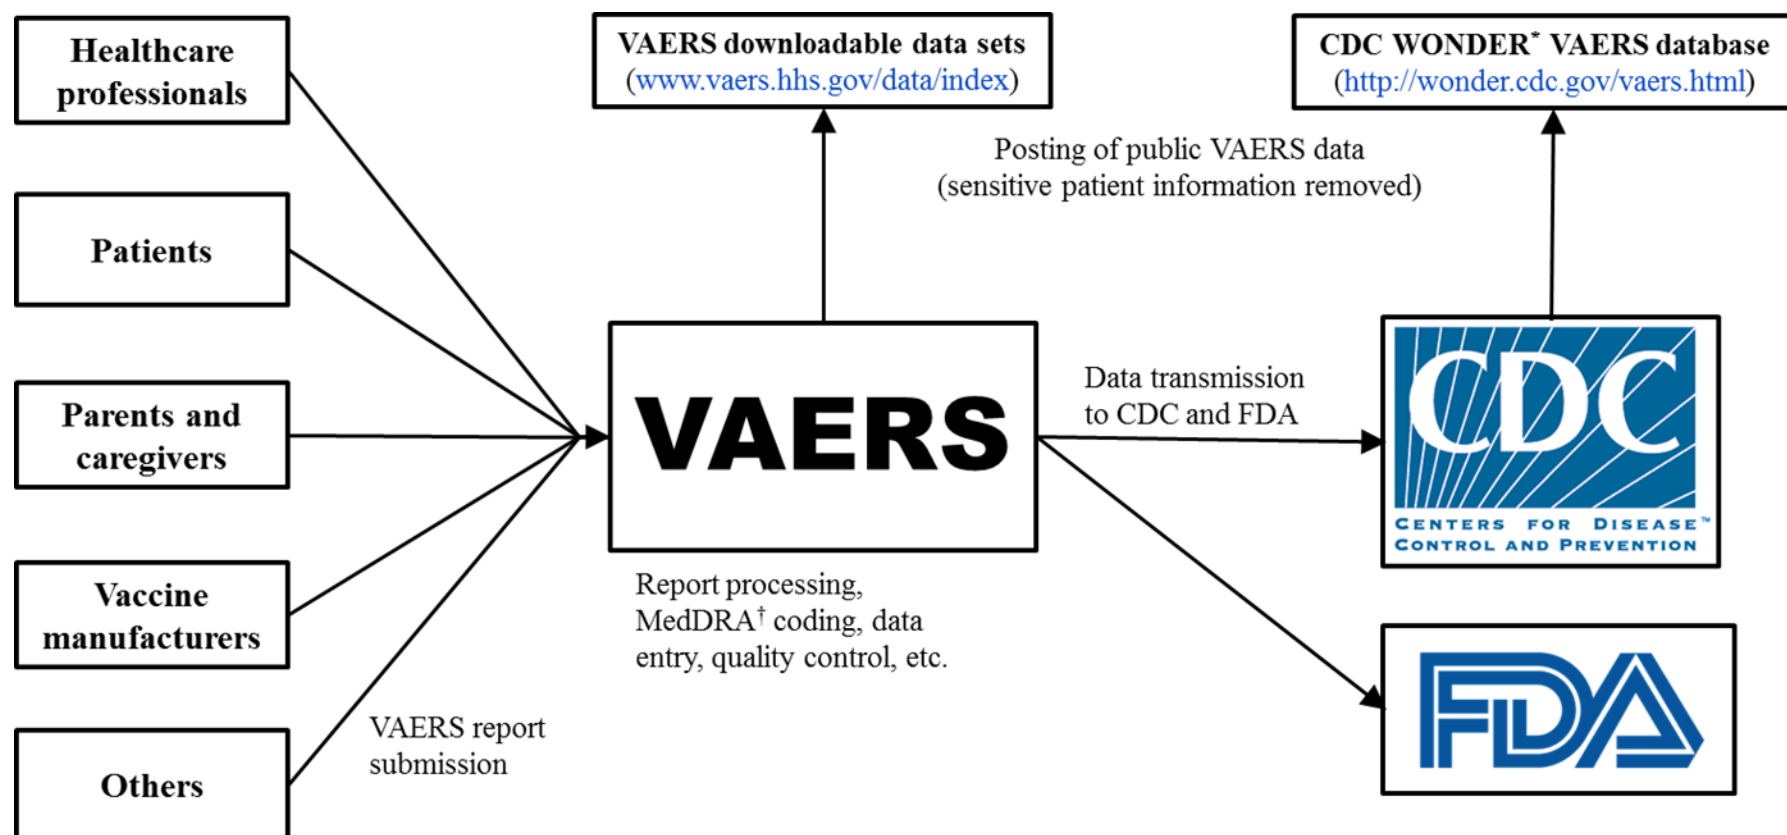 Healthcare
professionals
Patients
Parents and
caregivers
Vaccine
manufacturers
Others
VAERS report
submission
VAERS downloadable data sets
(www.vaers.hhs.gov/data/index)
VAERS
Report processing,
MedDRA† coding, data
entry, quality control, etc.
Posting of public VAERS data
(sensitive patient information removed)
Data transmission
to CDC and FDA
CDC WONDER* VAERS database
(http://wonder.cdc.gov/vaers.html)
CDC
CENTERS FOR DISEASE™
CONTROL AND PREVENTION
FDA